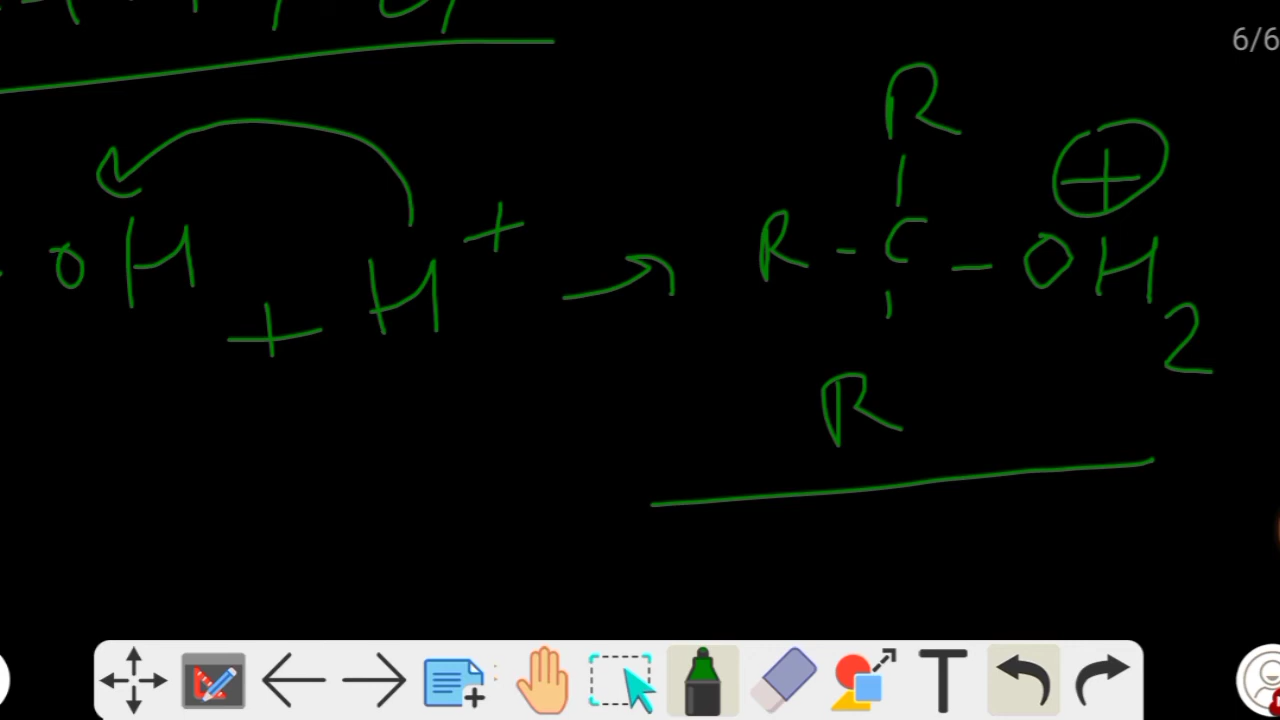 6/6
R
|
OH + H+ → R - C - OH2 ⊕
|
R
T